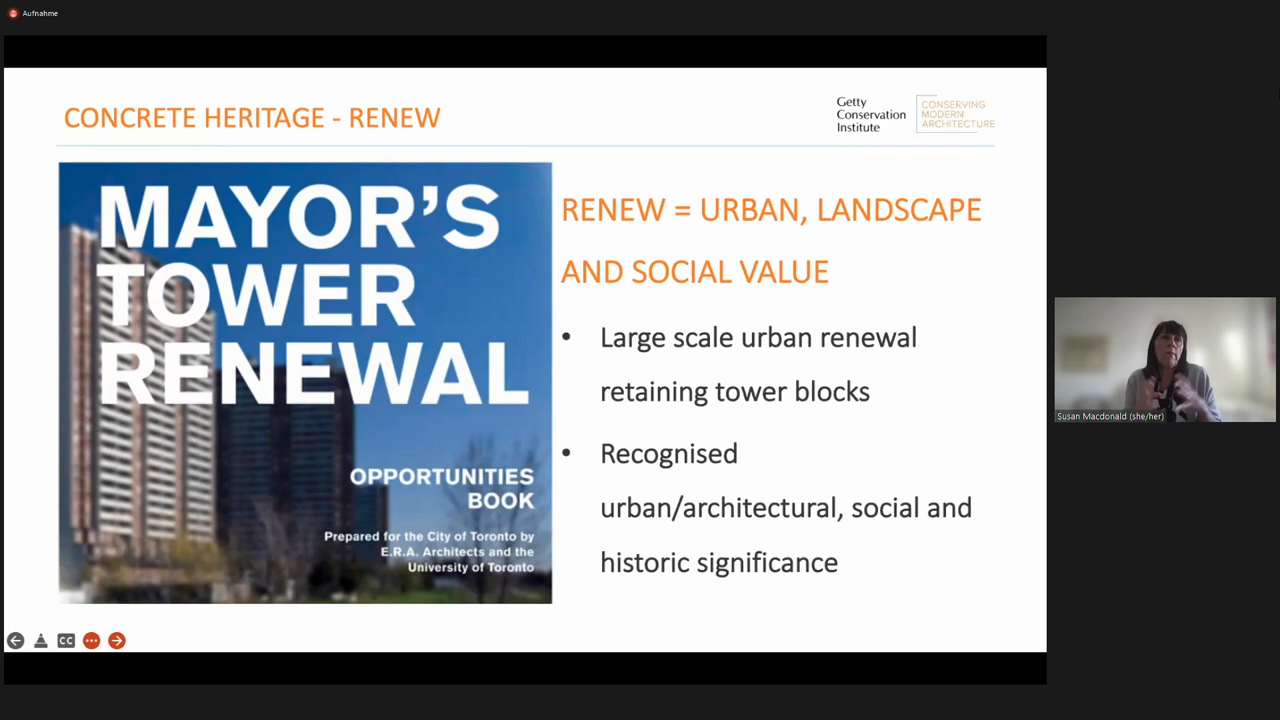 Aufnahme
CONCRETE HERITAGE - RENEW
Getty
Conservation
Institute
CONSERVING
MODERN
ARCHITECTURE
MAYOR'S
TOWER
RENEWAL
OPPORTUNITIES
BOOK
Prepared for the City of Toronto by
E.R.A. Architects and the
University of Toronto
RENEW = URBAN, LANDSCAPE
AND SOCIAL VALUE
• Large scale urban renewal
retaining tower blocks
• Recognised
urban/architectural, social and
historic significance
CC
Susan Macdonald (she/her)